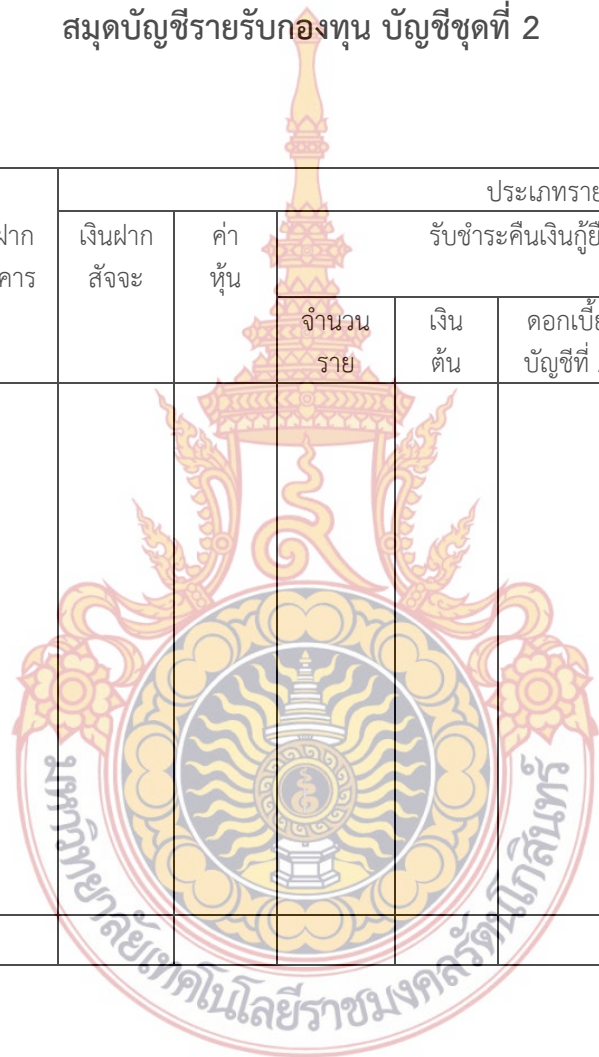 สมุดบัญชีรายรับกองทุน บัญชีชุดที่ 2
ประเภทราย
ฝาก
คาร
เงินฝาก
สัจจะ
ค่า
หุ้น
รับชำระคืนเงินกู้ยื
จำนวน
ราย
เงิน
ต้น
ดอกเบี้ย
บัญชีที่
มหาวิทยาลัยเทคโนโลยีราชมงคลรัตนโกสินทร์